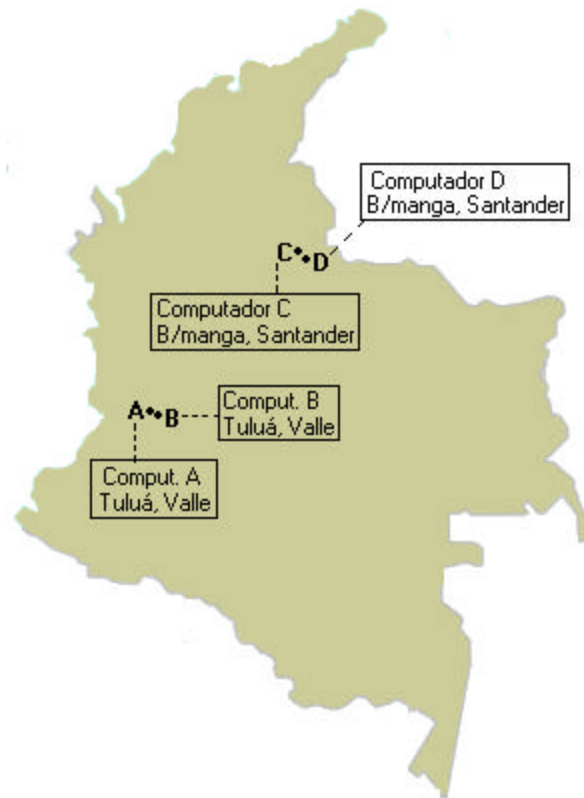 Computador D
B/manga, Santander
C
D
Computador C
B/manga, Santander
A
B
Comput. B
Tuluá, Valle
Comput. A
Tuluá, Valle